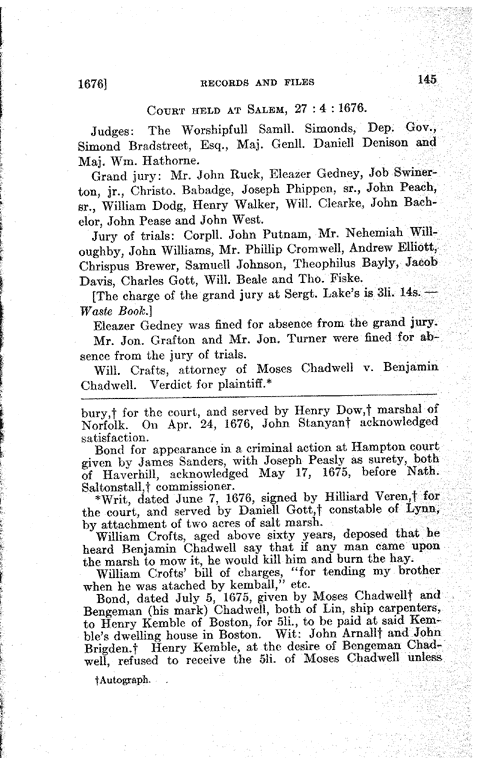 1676] RECORDS AND FILES 145
COURT HELD AT SALEM, 27 : 4 : 1676.
Judges: The Worshipfull Samll. Simonds, Dep. Gov.,
Simond Bradstreet, Esq., Maj. Genll. Daniell Denison and
Maj. Wm. Hathorne.
Grand jury: Mr. John Ruck, Eleazer Gedney, Job Swiner-
ton, jr., Christo. Babadge, Joseph Phippen, sr., John Peach,
sr., William Dodg, Henry Walker, Will. Clearke, John Bach-
elor, John Pease and John West.
Jury of trials: Corpll. John Putnam, Mr. Nehemiah Will-
oughby, John Williams, Mr. Phillip Cromwell, Andrew Elliott,
Chrispus Brewer, Samuell Johnson, Theophilus Bayly, Jacob
Davis, Charles Gott, Will. Beale and Tho. Fiske.
[The charge of the grand jury at Sergt. Lake's is 3li. 14s. —
Waste Book.]
Eleazer Gedney was fined for absence from the grand jury.
Mr. Jon. Grafton and Mr. Jon. Turner were fined for ab-
sence from the jury of trials.
Will. Crafts, attorney of Moses Chadwell v. Benjamin
Chadwell. Verdict for plaintiff.*
bury,† for the court, and served by Henry Dow,† marshal of
Norfolk. On Apr. 24, 1676, John Stanyan† acknowledged
satisfaction.
Bond for appearance in a criminal action at Hampton court
given by James Sanders, with Joseph Peasly as surety, both
of Haverhill, acknowledged May 17, 1675, before Nath.
Saltonstall,† commissioner.
*Writ, dated June 7, 1676, signed by Hilliard Veren,† for
the court, and served by Daniell Gott,† constable of Lynn,
by attachment of two acres of salt marsh.
William Crofts, aged above sixty years, deposed that he
heard Benjamin Chadwell say that if any man came upon
the marsh to mow it, he would kill him and burn the hay.
William Crofts' bill of charges, "for tending my brother
when he was atached by kemball," etc.
Bond, dated July 5, 1675, given by Moses Chadwell† and
Bengeman (his mark) Chadwell, both of Lin, ship carpenters,
to Henry Kemble of Boston, for 5li., to be paid at said Kem-
ble's dwelling house in Boston. Wit: John Arnall† and John
Brigden.† Henry Kemble, at the desire of Bengeman Chad-
well, refused to receive the 5li. of Moses Chadwell unless
†Autograph.